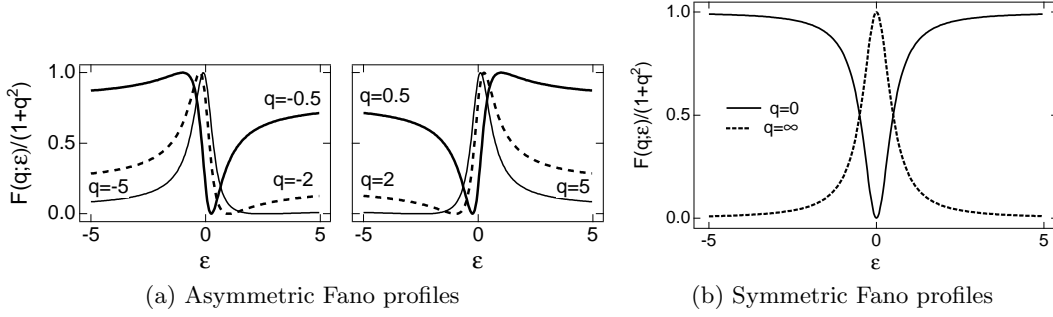 F(q;ε)/(1+q²)
1.0
0.5
0.0
q=-0.5
q=-5
q=-2
-5
0
5
ε
q=0.5
q=2
q=5
-5
0
5
ε
(a) Asymmetric Fano profiles
F(q;ε)/(1+q²)
1.0
0.5
0.0
q=0
q=∞
-5
0
5
ε
(b) Symmetric Fano profiles